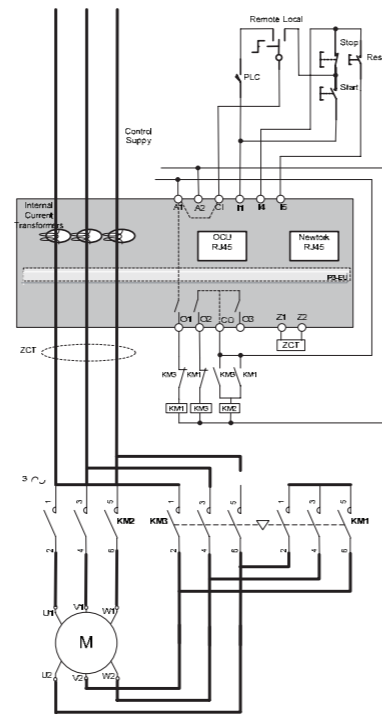 Remote Local
Stop
Res
PLC
Start
Control
Suppy
A1 A2 C1 I1 I4 I5
Internal
Current
Transformers
OCU
RJ45
Newtok
RJ45
O1 O2 CO O3 Z1 Z2
ZCT
ZCT
KM3 KM1 KM3 KM1
KM1 KM3 KM2
3
1 3 5 1 3 5 1 3 5
KM2 KM3 KM1
2 4 6 2 4 6 2 4 6
U1 V1 W1
M
U2 V2 W2